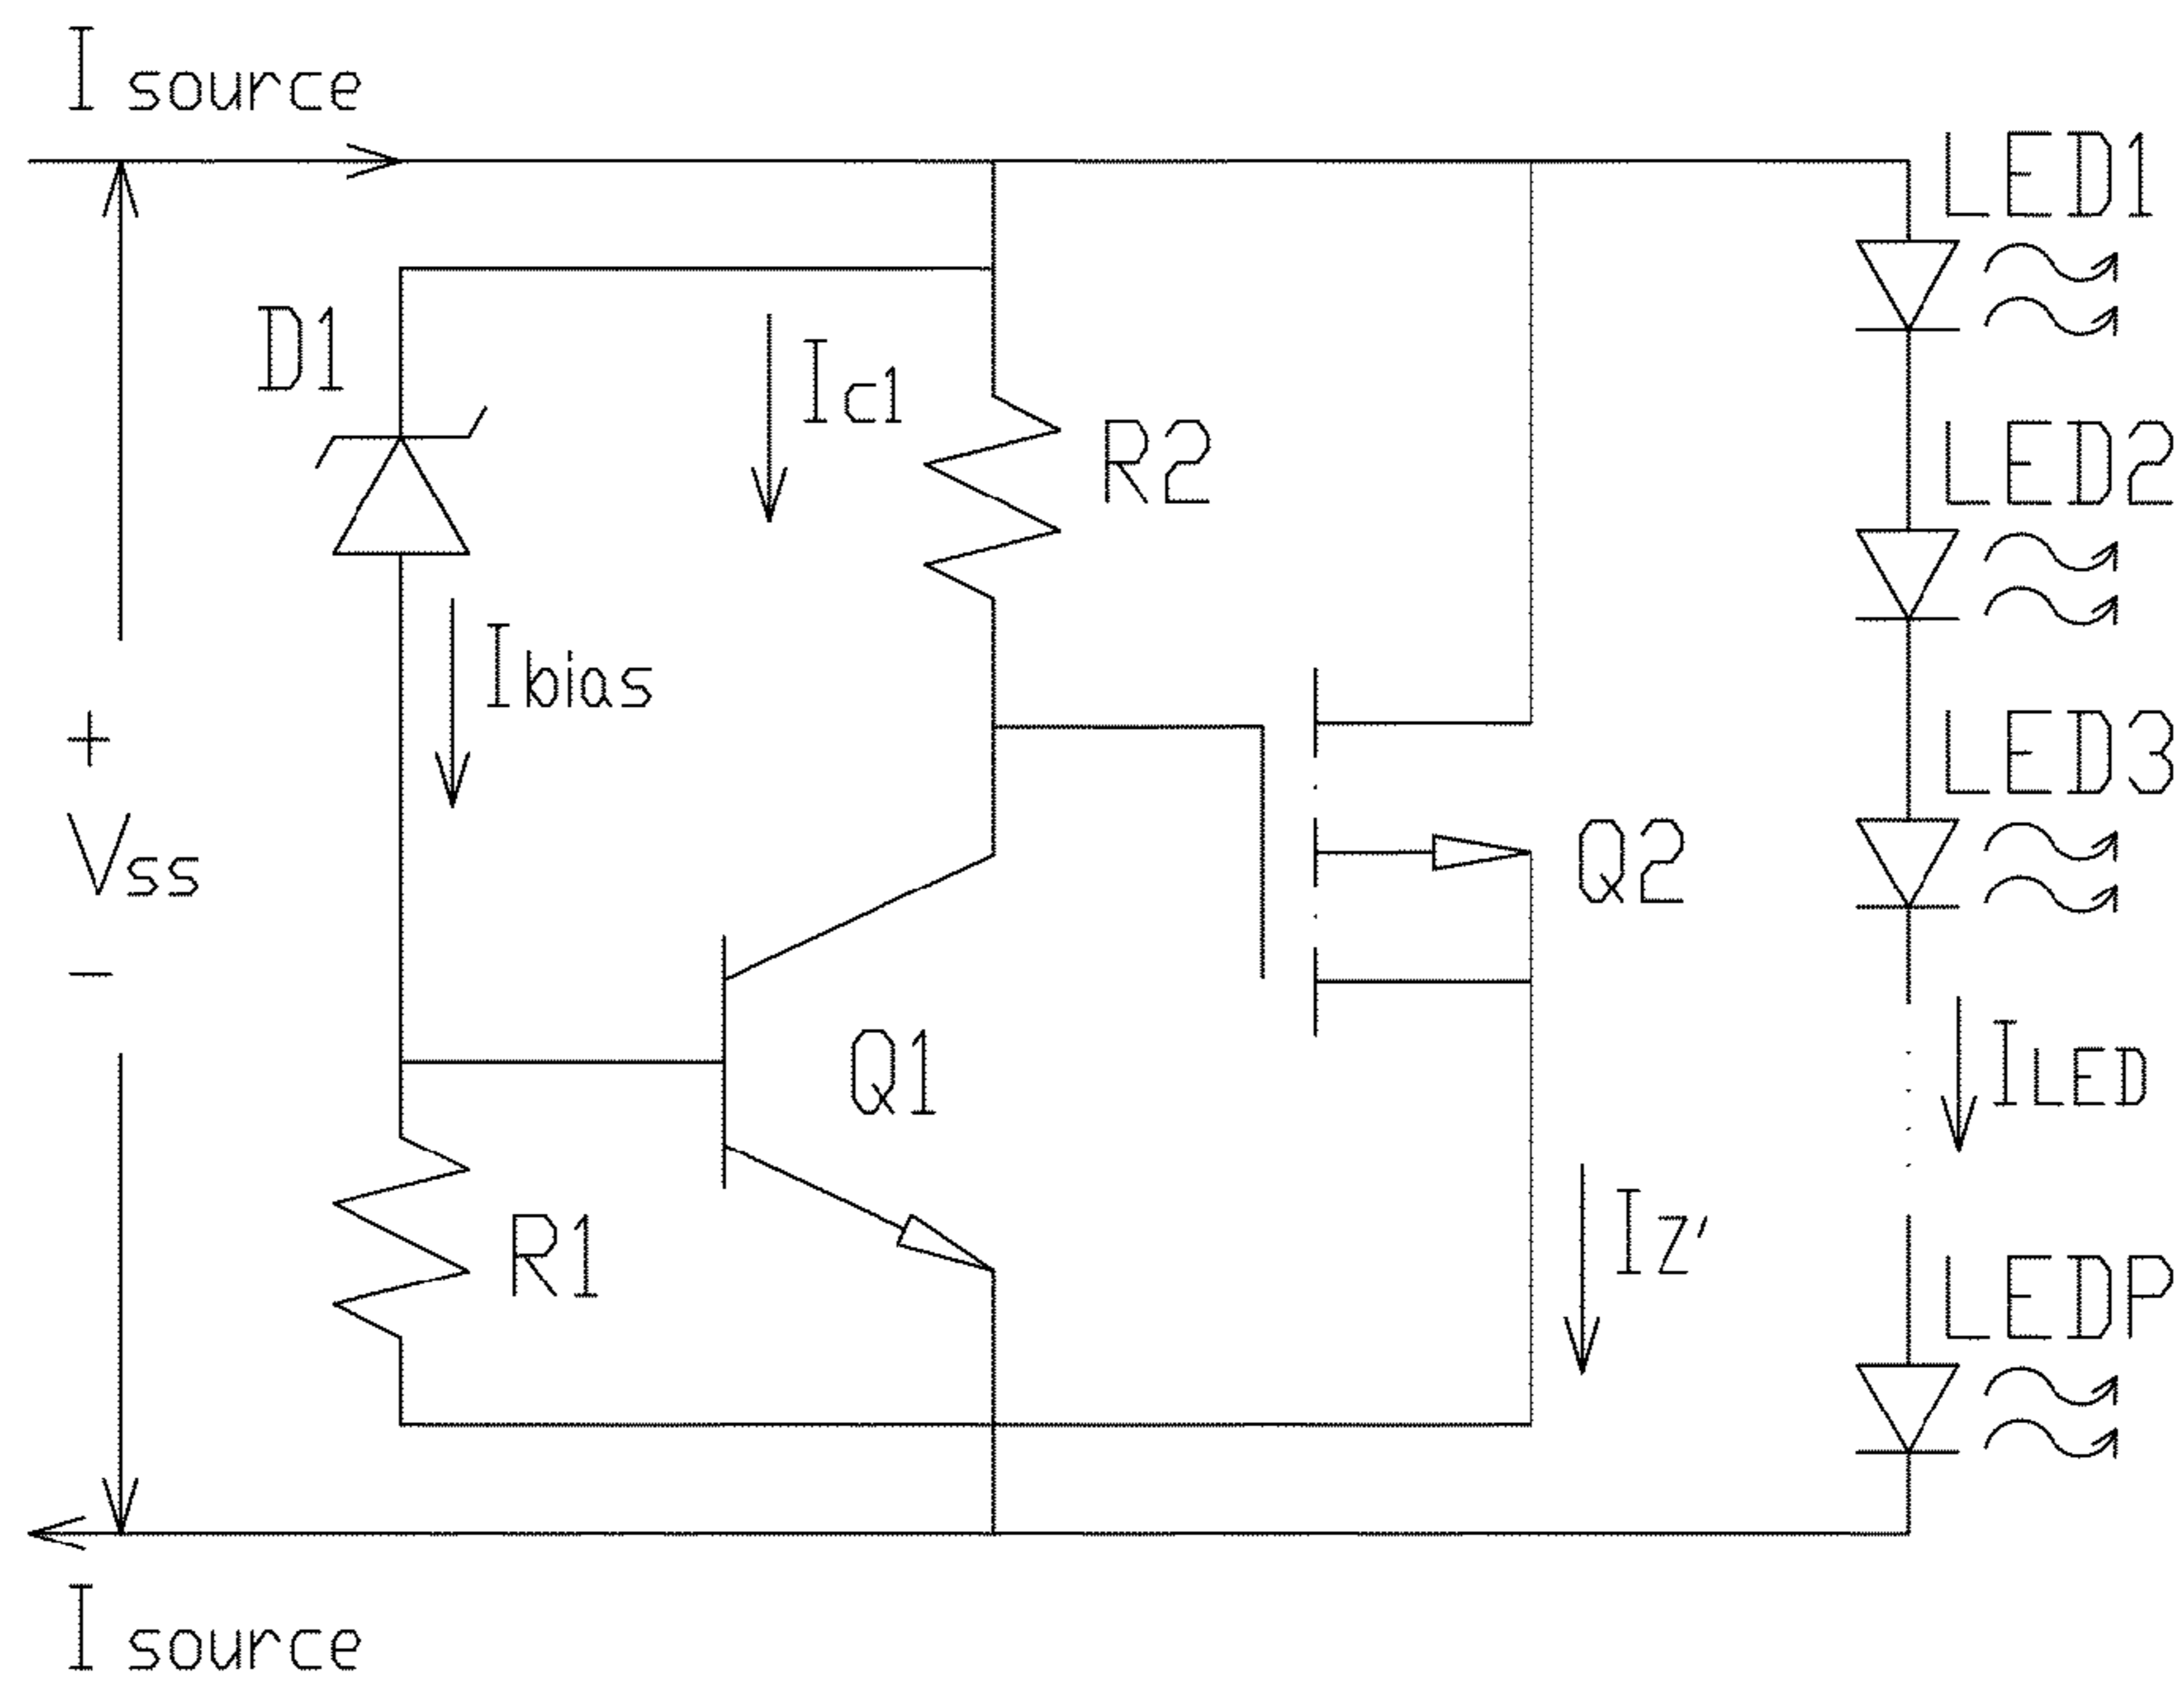 I source
LED1
D1
Ic1
R2
LED2
Ibias
+
Vss
−
LED3
Q2
Q1
ILED
R1
IZ'
LEDP
I source